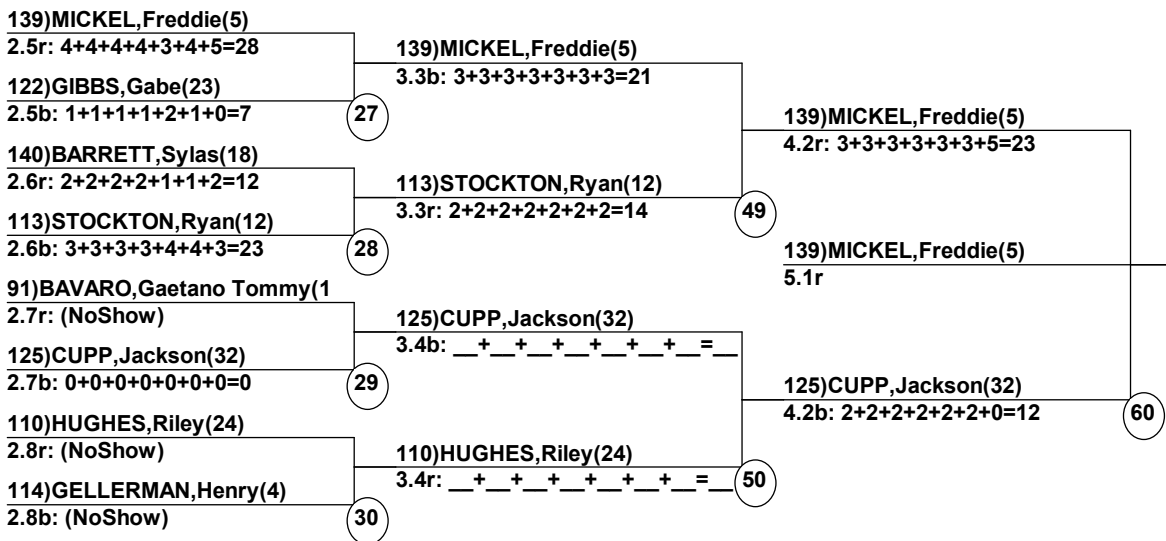 139)MICKEL,Freddie(5)
2.5r: 4+4+4+4+3+4+5=28
122)GIBBS,Gabe(23)
2.5b: 1+1+1+1+2+1+0=7
27
140)BARRETT,Sylas(18)
2.6r: 2+2+2+2+1+1+2=12
113)STOCKTON,Ryan(12)
2.6b: 3+3+3+3+4+4+3=23
28
91)BAVARO,Gaetano Tommy(1
2.7r: (NoShow)
125)CUPP,Jackson(32)
2.7b: 0+0+0+0+0+0+0=0
29
110)HUGHES,Riley(24)
2.8r: (NoShow)
114)GELLERMAN,Henry(4)
2.8b: (NoShow)
30
139)MICKEL,Freddie(5)
3.3b: 3+3+3+3+3+3+3=21
113)STOCKTON,Ryan(12)
3.3r: 2+2+2+2+2+2+2=14
49
125)CUPP,Jackson(32)
3.4b: __+__+__+__+__+__+__=__
110)HUGHES,Riley(24)
3.4r: __+__+__+__+__+__+__=__
50
139)MICKEL,Freddie(5)
4.2r: 3+3+3+3+3+3+5=23
125)CUPP,Jackson(32)
4.2b: 2+2+2+2+2+2+0=12
60
139)MICKEL,Freddie(5)
5.1r